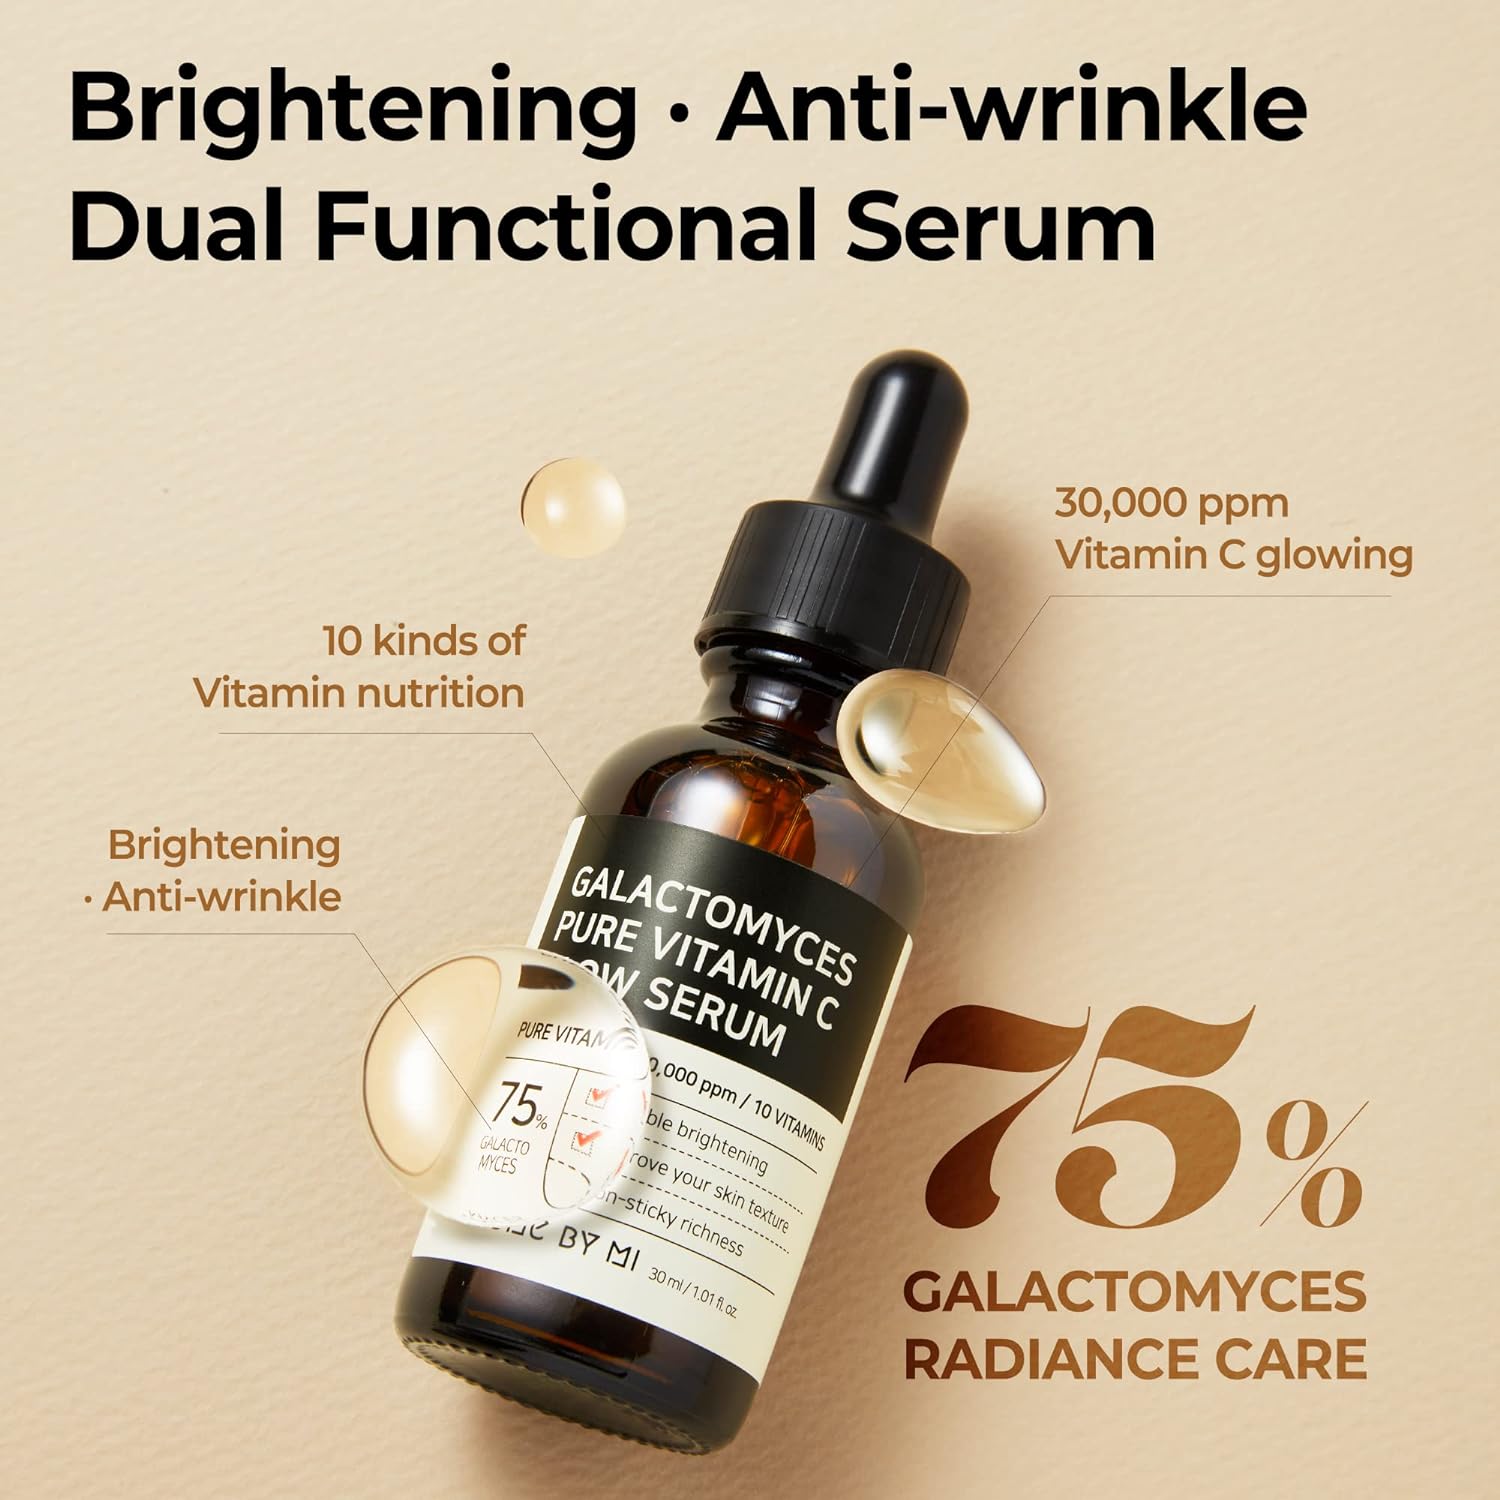 Brightening · Anti-wrinkle
Dual Functional Serum
30,000 ppm
Vitamin C glowing
10 kinds of
Vitamin nutrition
Brightening
· Anti-wrinkle
GALACTOMYCES
PURE VITAMIN C
SERUM
PURE
0,000 ppm / 10 VITAMINS
75%
GALACTO
MYCES
brightening
your skin texture
richness
BY MI
30 ml / 1.01 fl. oz.
75%
GALACTOMYCES
RADIANCE CARE